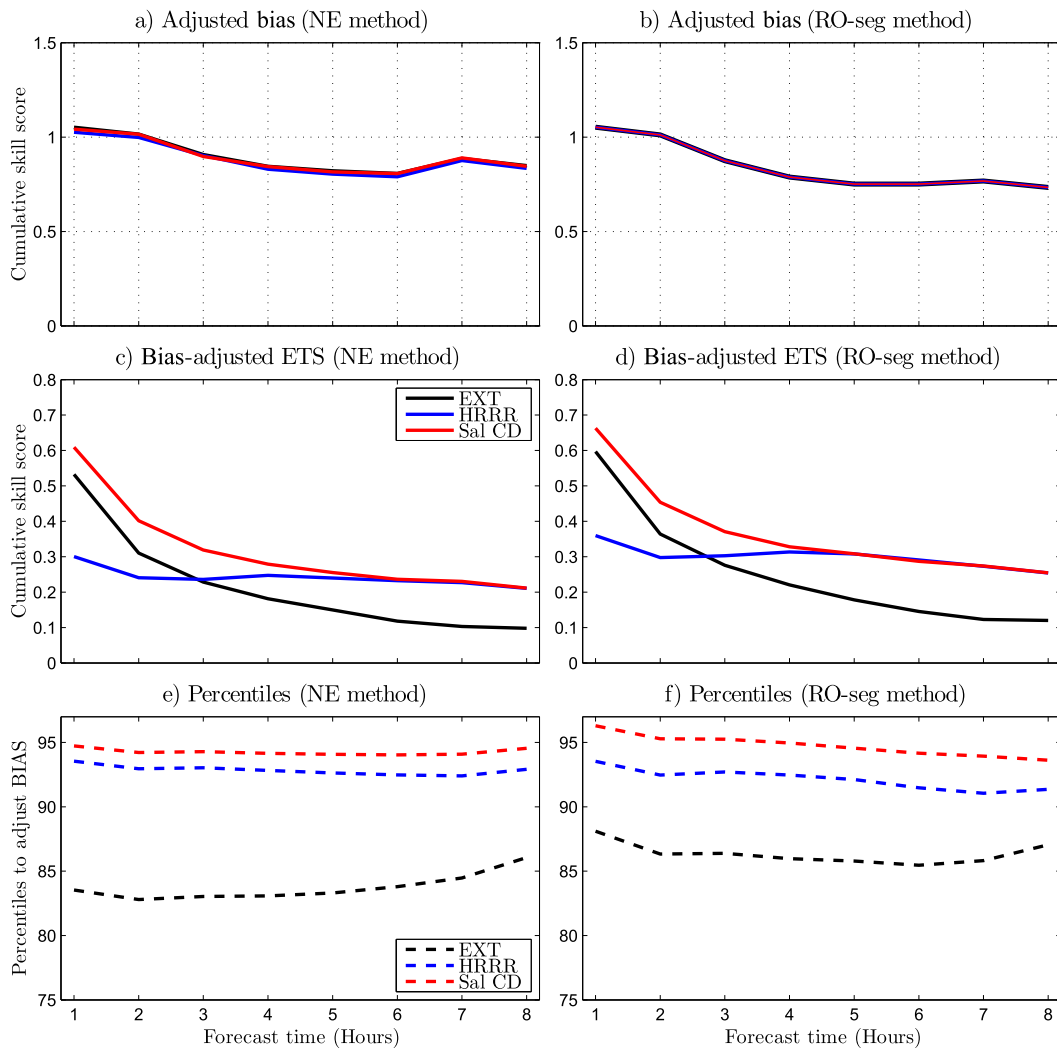 a) Adjusted bias (NE method)
b) Adjusted bias (RO-seg method)
Cumulative skill score
1.5
1
0.5
0
1.5
1
0.5
0
c) Bias-adjusted ETS (NE method)
d) Bias-adjusted ETS (RO-seg method)
Cumulative skill score
0.8
0.7
0.6
0.5
0.4
0.3
0.2
0.1
0
EXT
HRRR
Sal CD
0.8
0.7
0.6
0.5
0.4
0.3
0.2
0.1
0
e) Percentiles (NE method)
f) Percentiles (RO-seg method)
Percentiles to adjust BIAS
95
90
85
80
75
EXT
HRRR
Sal CD
1 2 3 4 5 6 7 8
Forecast time (Hours)
95
90
85
80
75
1 2 3 4 5 6 7 8
Forecast time (Hours)